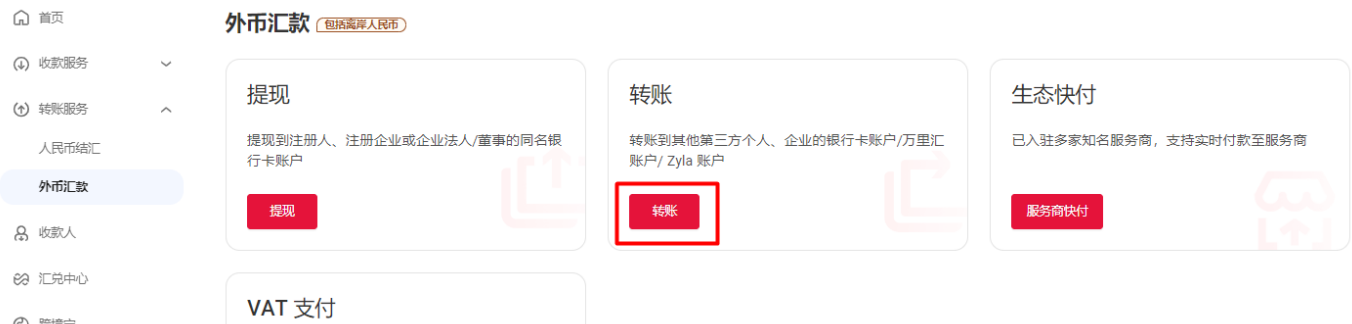 首页
收款服务
转账服务
人民币结汇
外币汇款
收款人
汇兑中心
外币汇款 包括离岸人民币
提现
提现到注册人、注册企业或企业法人/董事的同名银
行卡账户
提现
转账
转账到其他第三方个人、企业的银行卡账户/万里汇
账户/ Zyla 账户
转账
生态快付
已入驻多家知名服务商，支持实时付款至服务商
服务商快付
VAT 支付